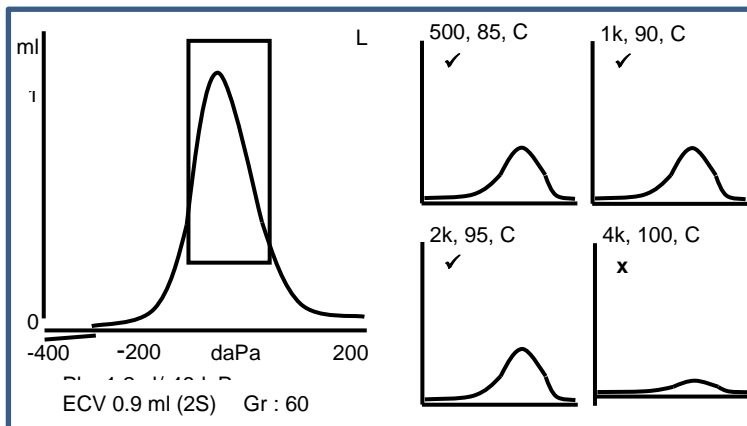 ml
L
0
-400 -200 daPa 200
ECV 0.9 ml (2S) Gr : 60
500, 85, C
✓
1k, 90, C
✓
2k, 95, C
✓
4k, 100, C
x